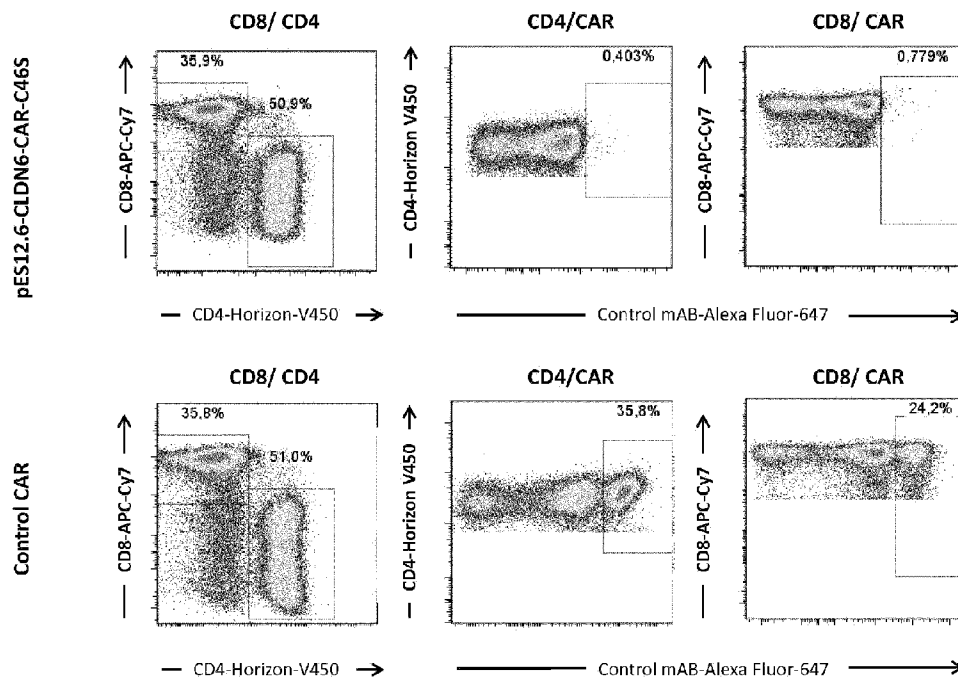 CD8/ CD4
CD4/CAR
CD8/ CAR
pES12.6-CLDN6-CAR-C46S
CD8-APC-Cy7
35,9%
50,9%
CD4-Horizon V450
0,403%
CD8-APC-Cy7
0,779%
CD4-Horizon-V450
Control mAB-Alexa Fluor-647
CD8/ CD4
CD4/CAR
CD8/ CAR
Control CAR
CD8-APC-Cy7
35,8%
51,0%
CD4-Horizon V450
35,8%
CD8-APC-Cy7
24,2%
CD4-Horizon-V450
Control mAB-Alexa Fluor-647